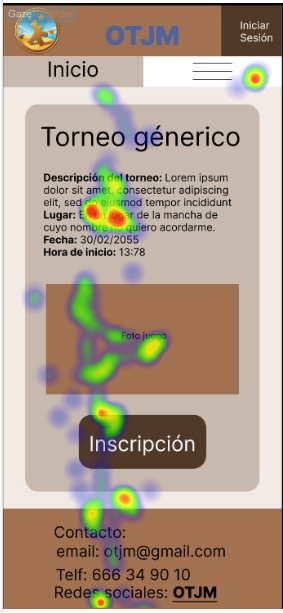 OTJM
Iniciar
Sesión
Inicio
Torneo génerico
Descripción del torneo: Lorem ipsum
dolor sit amet, consectetur adipiscing
elit, sed do eiusmod tempor incididunt
Lugar: En un lugar de la mancha de
cuyo nombre no quiero acordarme.
Fecha: 30/02/2055
Hora de inicio: 13:78
Foto juego
Inscripción
Contacto:
email: otjm@gmail.com
Telf: 666 34 90 10
Redes sociales: OTJM